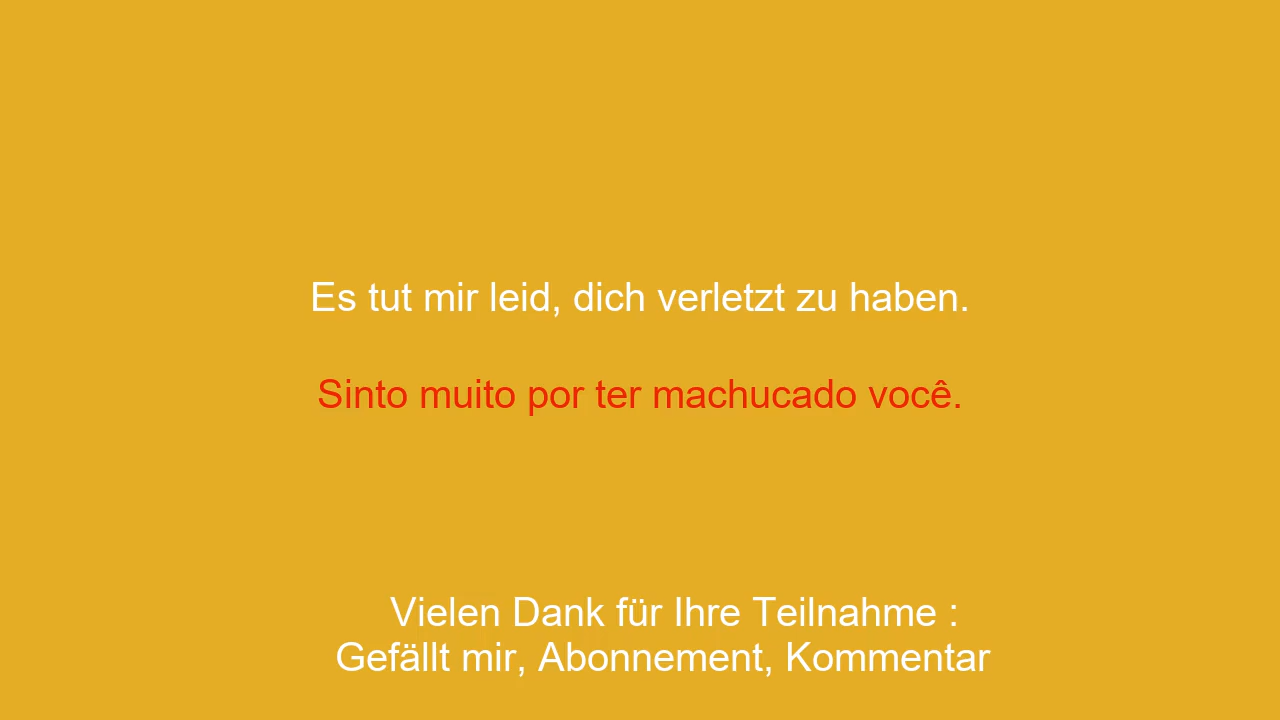 Es tut mir leid, dich verletzt zu haben.
Sinto muito por ter machucado você.
Vielen Dank für Ihre Teilnahme :
Gefällt mir, Abonnement, Kommentar